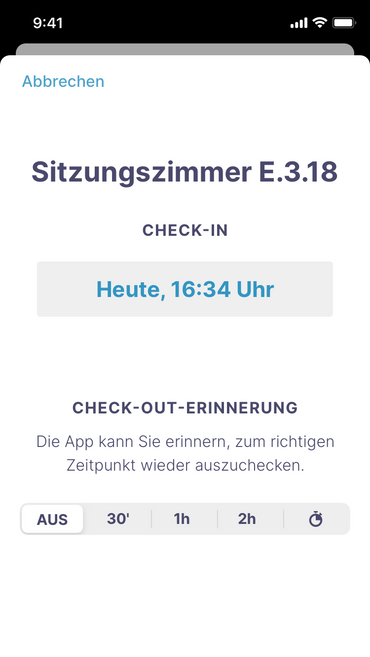 9:41
Abbrechen
Sitzungszimmer E.3.18
CHECK-IN
Heute, 16:34 Uhr
CHECK-OUT-ERINNERUNG
Die App kann Sie erinnern, zum richtigen
Zeitpunkt wieder auszuchecken.
AUS 30' 1h 2h